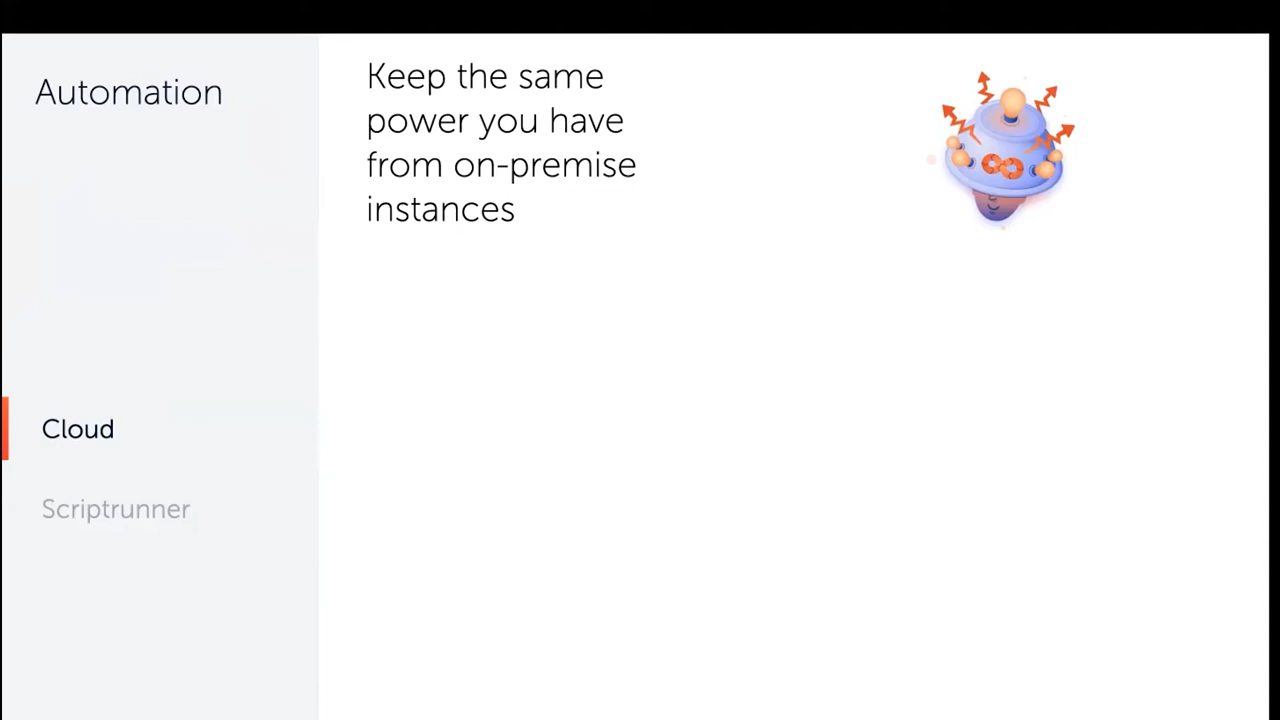 Automation
Cloud
Scriptrunner
Keep the same
power you have
from on-premise
instances